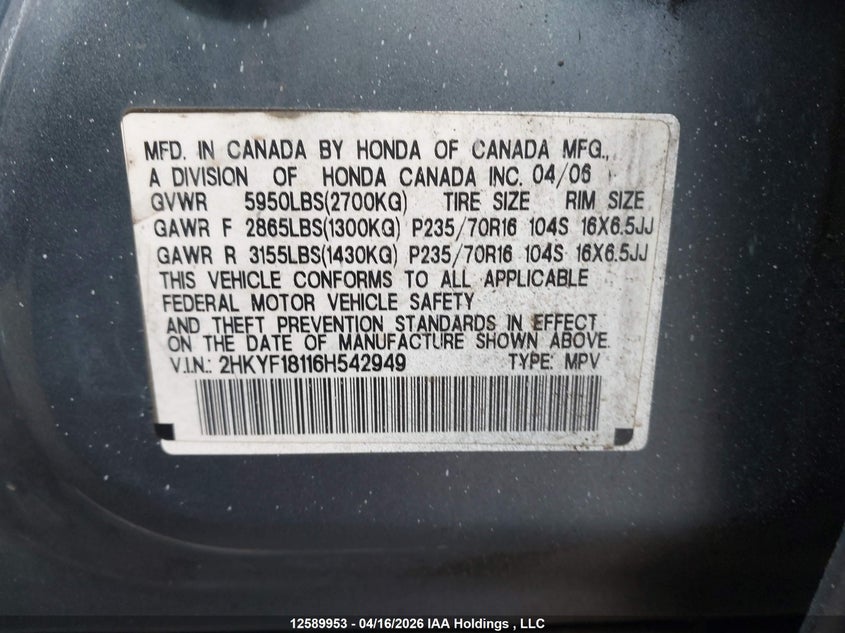 MFD. IN CANADA BY HONDA OF CANADA MFG.,
A DIVISION OF HONDA CANADA INC. 04/06
GVWR 5950LBS(2700KG) TIRE SIZE RIM SIZE
GAWR F 2865LBS(1300KG) P235/70R16 104S 16X6.5JJ
GAWR R 3155LBS(1430KG) P235/70R16 104S 16X6.5JJ
THIS VEHICLE CONFORMS TO ALL APPLICABLE
FEDERAL MOTOR VEHICLE SAFETY
AND THEFT PREVENTION STANDARDS IN EFFECT
ON THE DATE OF MANUFACTURE SHOWN ABOVE.
V.I.N.: 2HKYF18116H542949 TYPE: MPV
12589953 - 04/16/2026 IAA Holdings , LLC